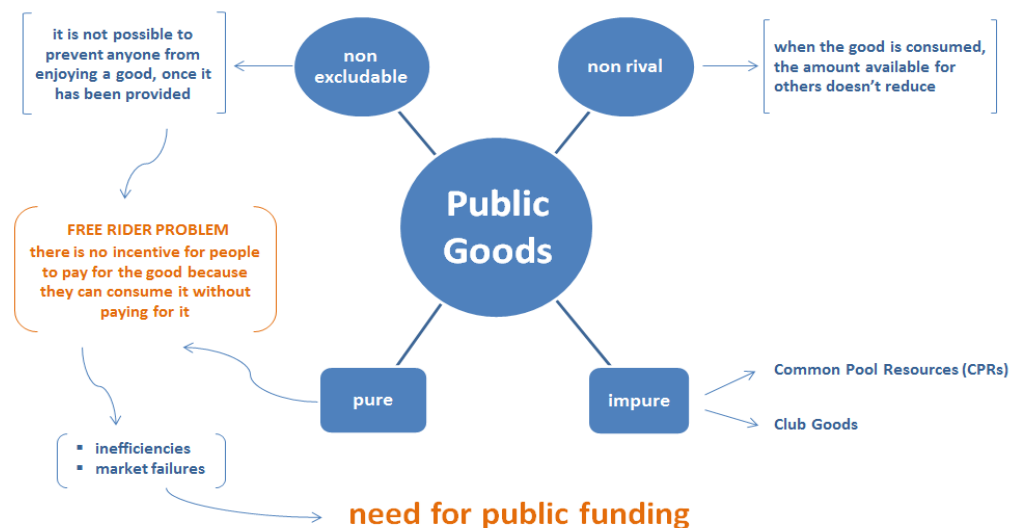 it is not possible to
prevent anyone from
enjoying a good, once it
has been provided
non
excludable
non rival
when the good is consumed,
the amount available for
others doesn’t reduce
Public
Goods
FREE RIDER PROBLEM
there is no incentive for people
to pay for the good because
they can consume it without
paying for it
pure
impure
Common Pool Resources (CPRs)
Club Goods
▪ inefficiencies
▪ market failures
need for public funding